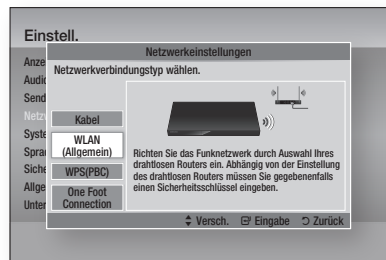 Einstell.
Netzwerkeinstellungen
Anze
Audio
Send
Netz
Syste
Spra
Siche
Allge
Unter
Netzwerkverbindungstyp wählen.
Kabel
WLAN
(Allgemein)
WPS(PBC)
One Foot
Connection
Richten Sie das Funknetzwerk durch Auswahl Ihres
drahtlosen Routers ein. Abhängig von der Einstellung
des drahtlosen Routers müssen Sie gegebenenfalls
einen Sicherheitsschlüssel eingeben.
Versch. Eingabe Zurück